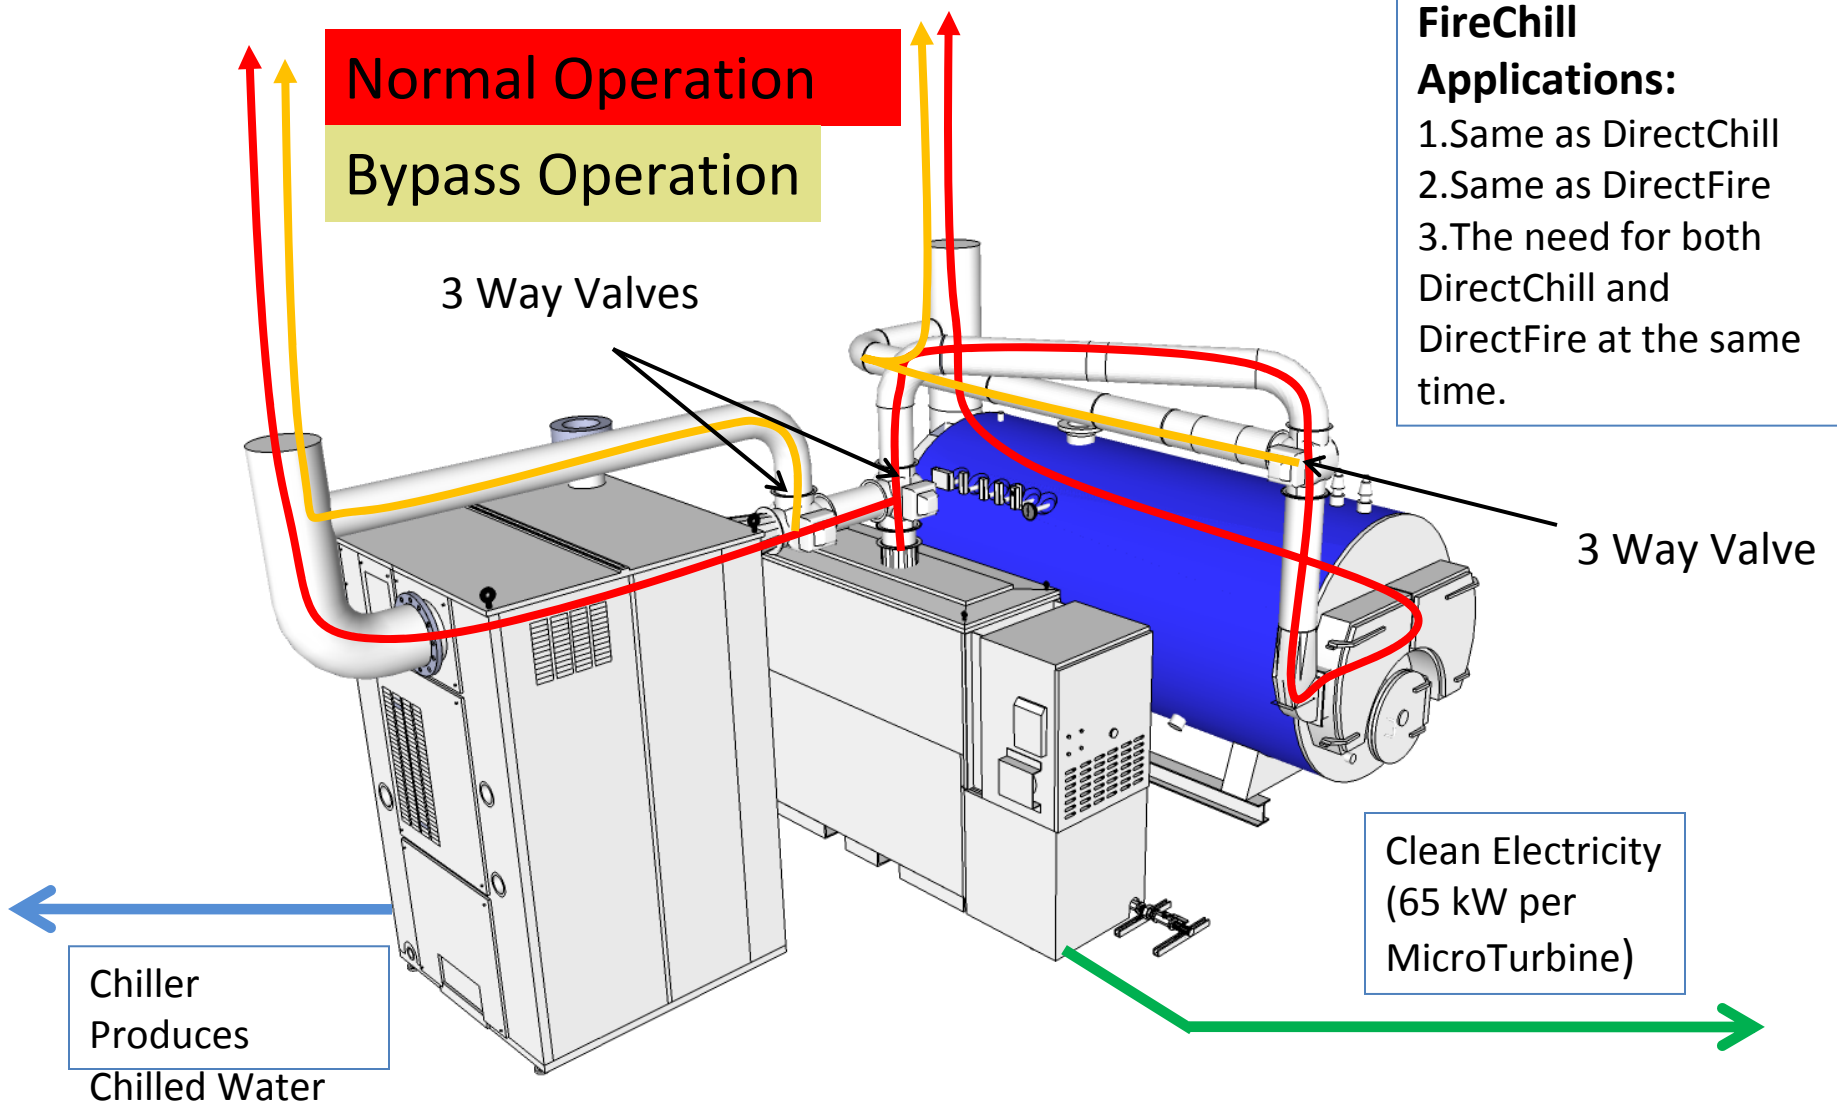 Normal Operation
Bypass Operation
3 Way Valves
FireChill
Applications:
1.Same as DirectChill
2.Same as DirectFire
3.The need for both
DirectChill and
DirectFire at the same
time.
3 Way Valve
Clean Electricity
(65 kW per
MicroTurbine)
Chiller
Produces
Chilled Water